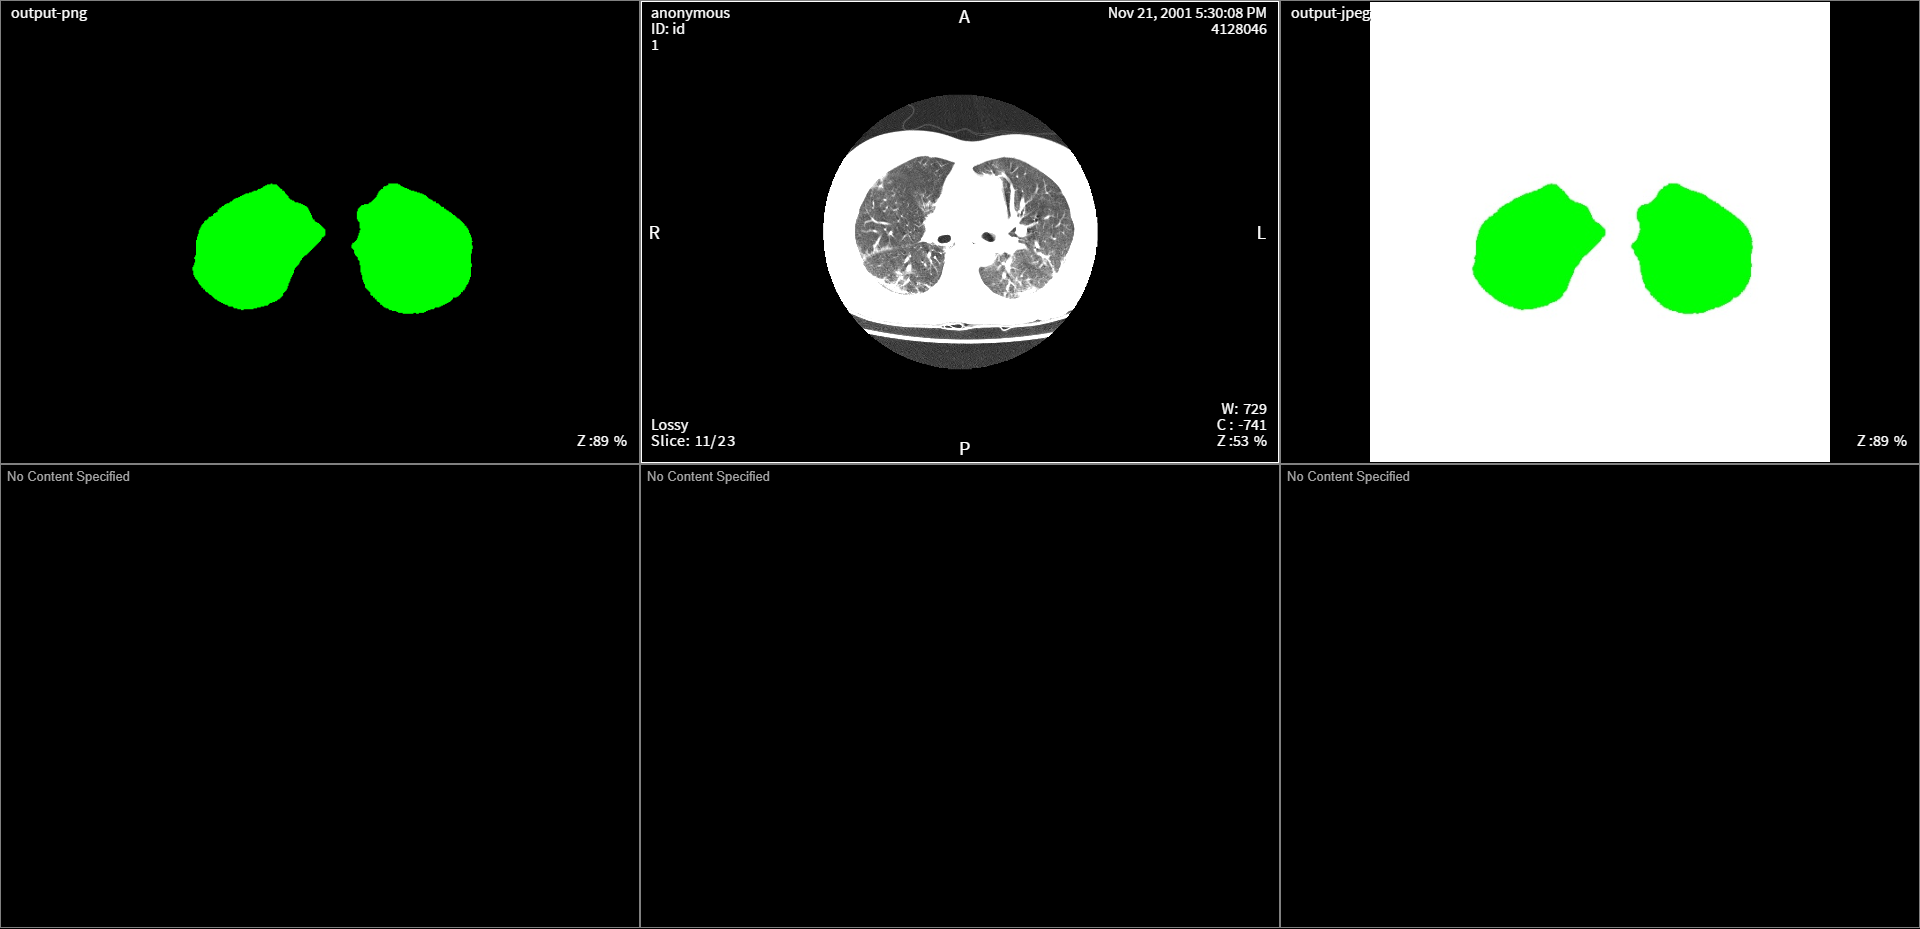 output-png
Z :89 %
anonymous
ID: id
1
A
Nov 21, 2001 5:30:08 PM
4128046
R
L
Lossy
Slice: 11/23
P
W: 729
C : -741
Z :53 %
output-jpeg
Z :89 %
No Content Specified
No Content Specified
No Content Specified